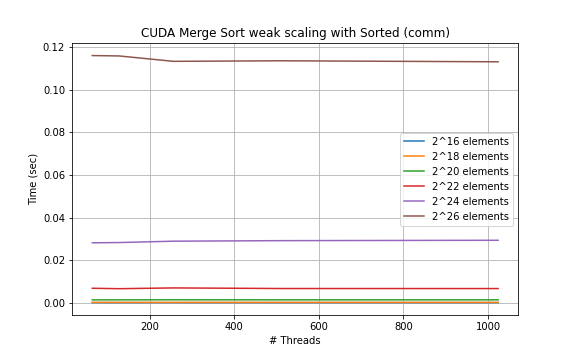 CUDA Merge Sort weak scaling with Sorted (comm)
0.12
0.10
0.08
0.06
0.04
0.02
0.00
Time (sec)
2^16 elements
2^18 elements
2^20 elements
2^22 elements
2^24 elements
2^26 elements
200
400
600
800
1000
# Threads